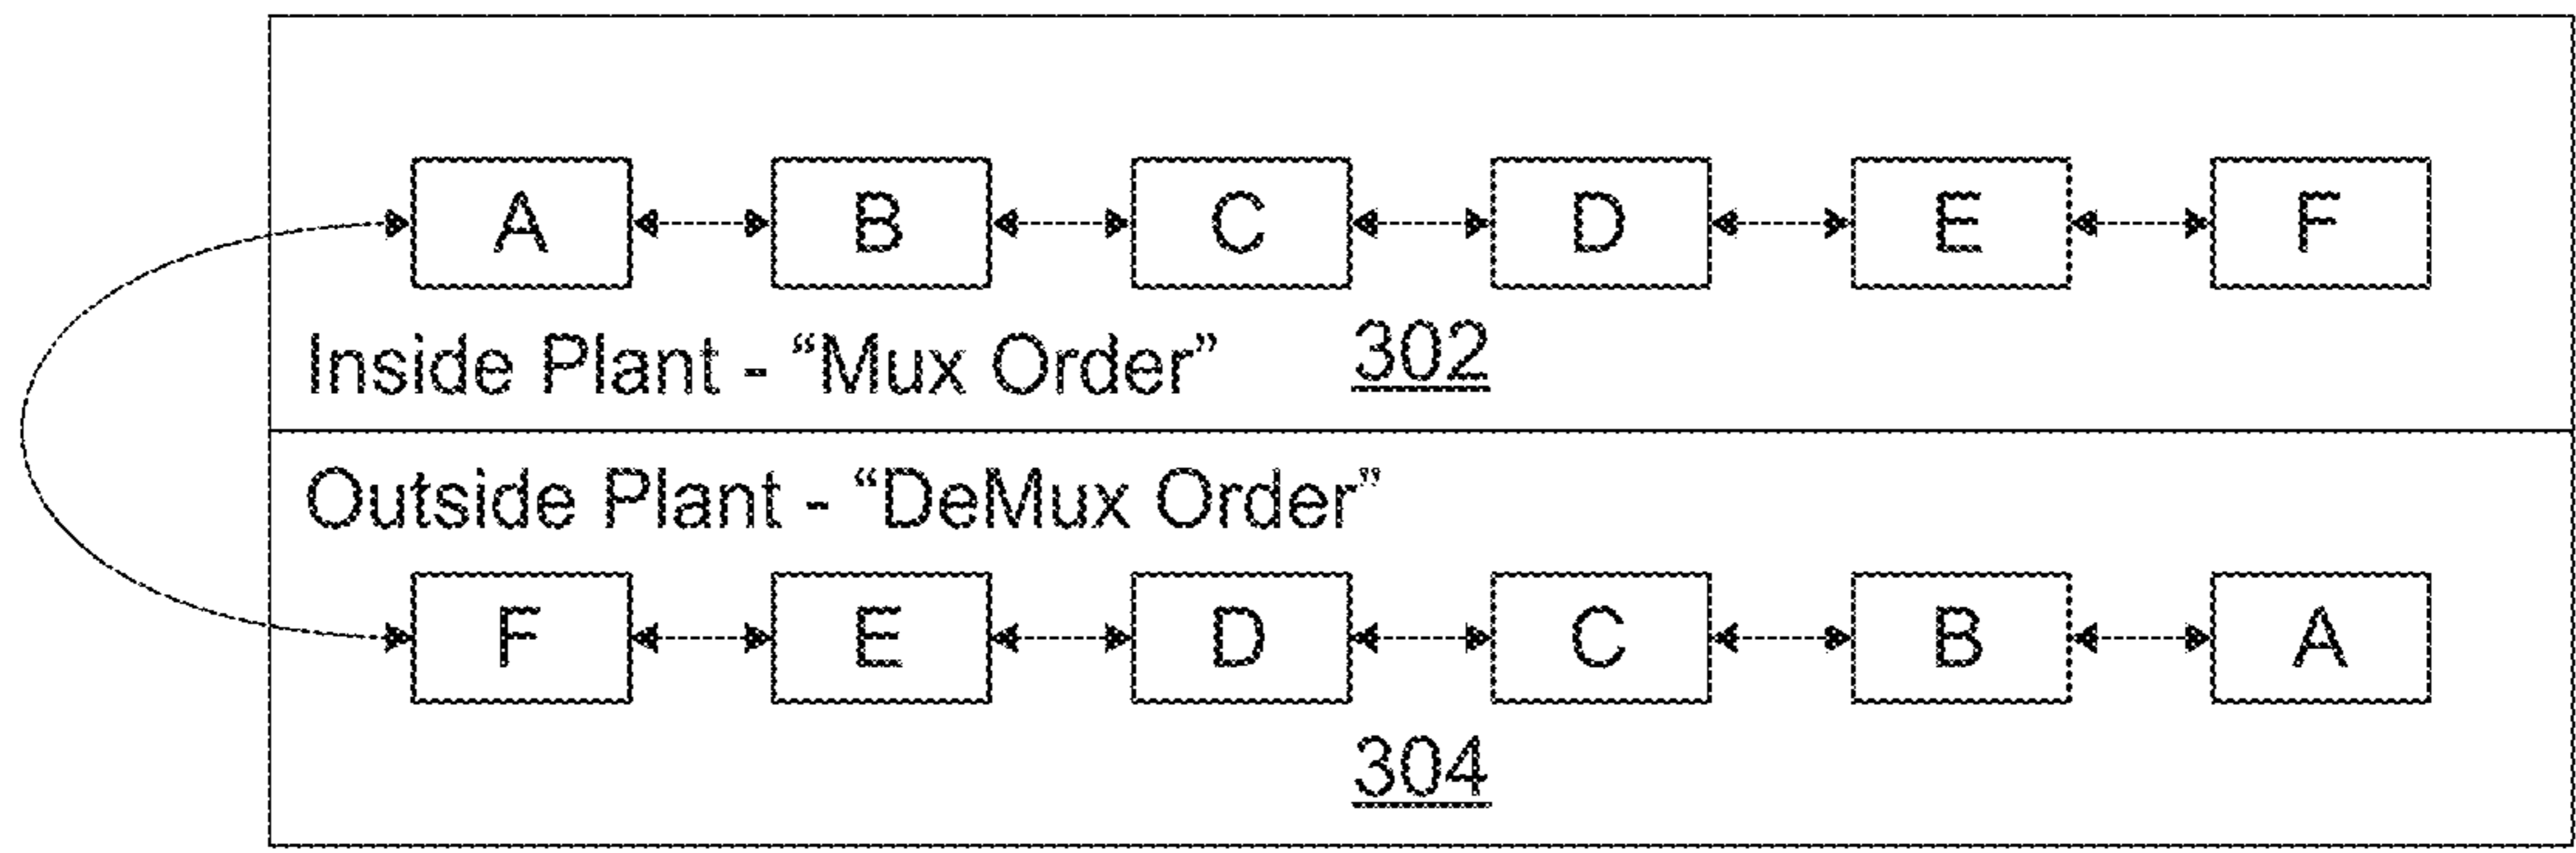 A B C D E F
Inside Plant - “Mux Order” 302
Outside Plant - “DeMux Order”
F E D C B A
304